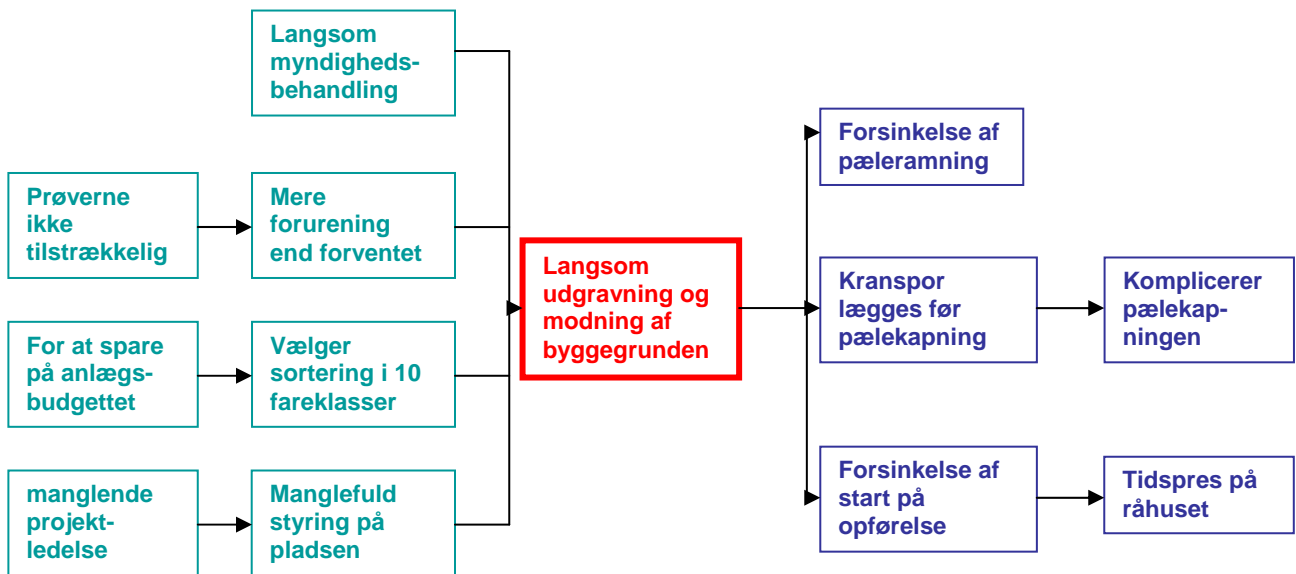 Langsom
myndigheds-
behandling
Prøverne
ikke
tilstrækkelig
Mere
forurening
end forventet
For at spare
på anlægs-
budgettet
Vælger
sortering i 10
fareklasser
manglende
projekt-
ledelse
Manglefuld
styring på
pladsen
Langsom
udgravning og
modning af
byggegrunden
Forsinkelse af
pæleramning
Kranspor
lægges før
pælekapning
Komplicerer
pælekap-
ningen
Forsinkelse af
start på
opførelse
Tidspres på
råhuset